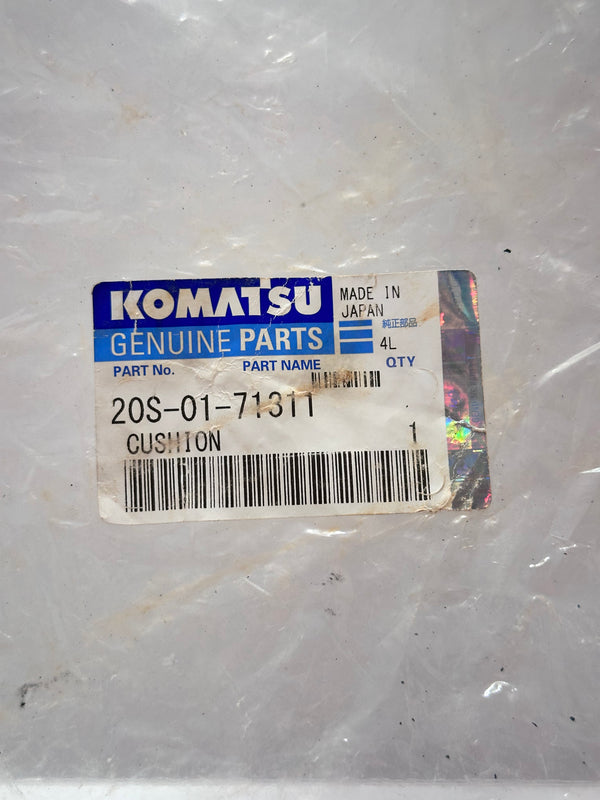 KOMATSU
MADE IN
JAPAN
純正部品
GENUINE PARTS
4L
PART No.
PART NAME
QTY
20S-01-71311
CUSHION
1